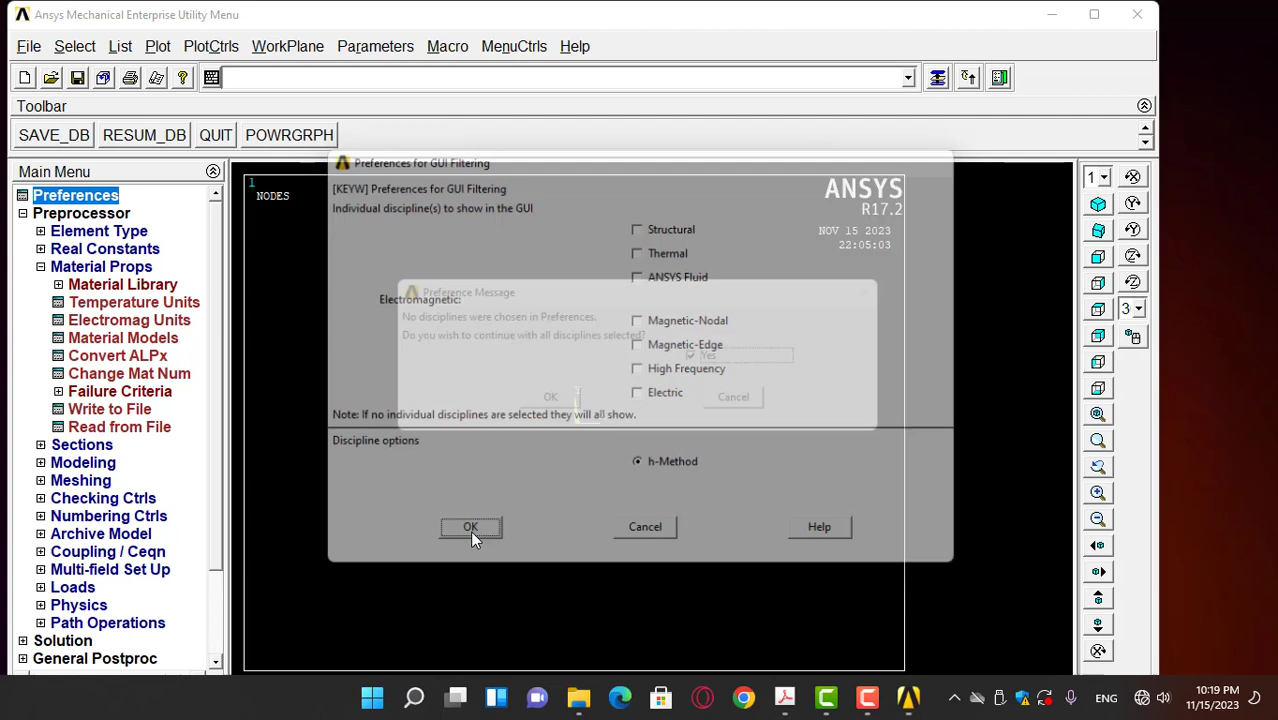 Ansys Mechanical Enterprise Utility Menu
File Select List Plot PlotCtrls WorkPlane Parameters Macro MenuCtrls Help
Toolbar
SAVE_DB RESUM_DB QUIT POWRGRPH
Main Menu
Preferences
Preprocessor
Element Type
Real Constants
Material Props
Material Library
Temperature Units
Electromag Units
Material Models
Convert ALPx
Change Mat Num
Failure Criteria
Write to File
Read from File
Sections
Modeling
Meshing
Checking Ctrls
Numbering Ctrls
Archive Model
Coupling / Ceqn
Multi-field Set Up
Loads
Physics
Path Operations
Solution
General Postproc
1
NODES
ANSYS
R17.2
NOV 15 2023
22:05:03
Preferences for GUI Filtering
[KEYW] Preferences for GUI Filtering
Individual discipline(s) to show in the GUI
Structural
Thermal
ANSYS Fluid
Electromagnetic:
Magnetic-Nodal
Magnetic-Edge
High Frequency
Electric
Note: If no individual disciplines are selected they will all show.
Discipline options
h-Method
OK Cancel Help
Preference Message
No disciplines were chosen in Preferences.
Do you wish to continue with all disciplines selected?
Yes
OK Cancel
1
3
ENG
10:19 PM
11/15/2023